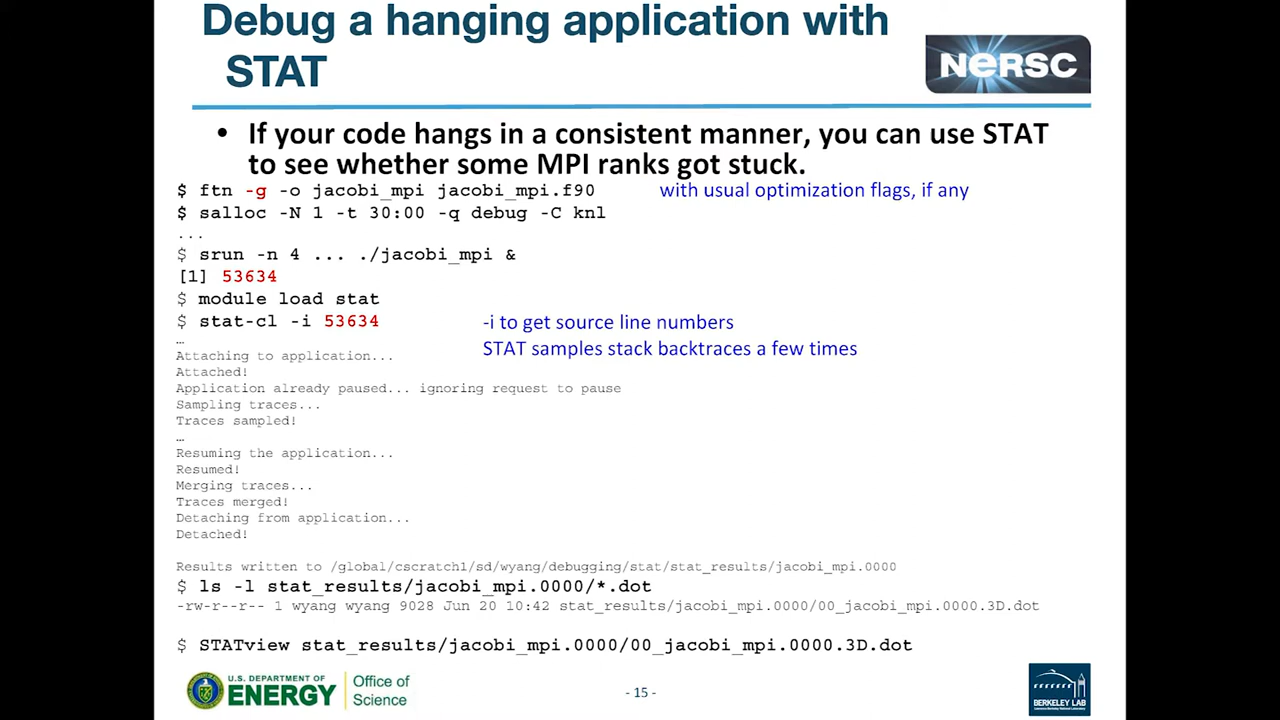 Debug a hanging application with
STAT
NERSC
• If your code hangs in a consistent manner, you can use STAT
to see whether some MPI ranks got stuck.
$ ftn -g -o jacobi_mpi jacobi_mpi.f90 with usual optimization flags, if any
$ salloc -N 1 -t 30:00 -q debug -C knl
...
$ srun -n 4 ... ./jacobi_mpi &
[1] 53634
$ module load stat
$ stat-cl -i 53634 -i to get source line numbers
… STAT samples stack backtraces a few times
Attaching to application...
Attached!
Application already paused... ignoring request to pause
Sampling traces...
Traces sampled!
…
Resuming the application...
Resumed!
Merging traces...
Traces merged!
Detaching from application...
Detached!
Results written to /global/cscratch1/sd/wyang/debugging/stat/stat_results/jacobi_mpi.0000
$ ls -l stat_results/jacobi_mpi.0000/*.dot
-rw-r--r-- 1 wyang wyang 9028 Jun 20 10:42 stat_results/jacobi_mpi.0000/00_jacobi_mpi.0000.3D.dot
$ STATview stat_results/jacobi_mpi.0000/00_jacobi_mpi.0000.3D.dot
U.S. DEPARTMENT OF
ENERGY
Office of
Science
- 15 -
BERKELEY LAB